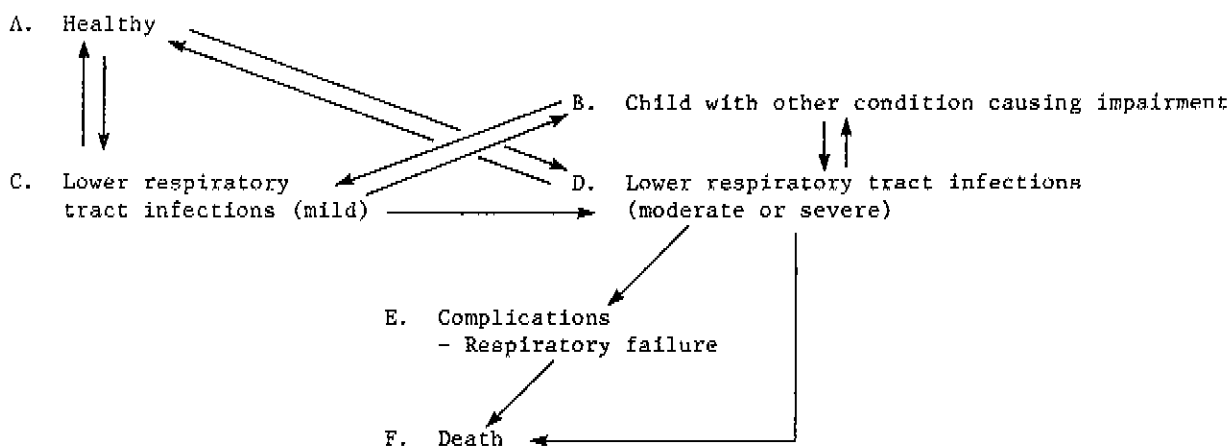 A. Healthy
B. Child with other condition causing impairment
C. Lower respiratory
tract infections (mild)
D. Lower respiratory tract infections
(moderate or severe)
E. Complications
- Respiratory failure
F. Death